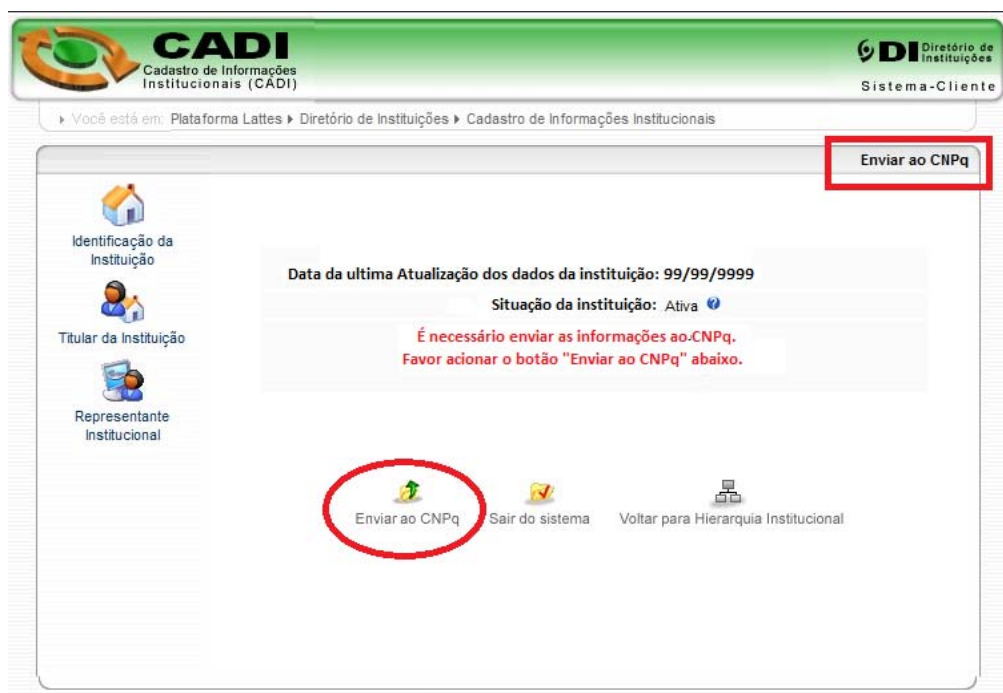 CADI
Cadastro de Informações
Institucionais (CADI)
DI Diretório de
Instituições
Sistema-Cliente
Você está em: Plataforma Lattes Diretório de Instituições Cadastro de Informações Institucionais
Enviar ao CNPq
Identificação da
Instituição
Titular da Instituição
Representante
Institucional
Data da ultima Atualização dos dados da instituição: 99/99/9999
Situação da instituição: Ativa ?
É necessário enviar as informações ao.CNPq.
Favor acionar o botão "Enviar ao CNPq" abaixo.
Enviar ao CNPq
Sair do sistema
Voltar para Hierarquia Institucional